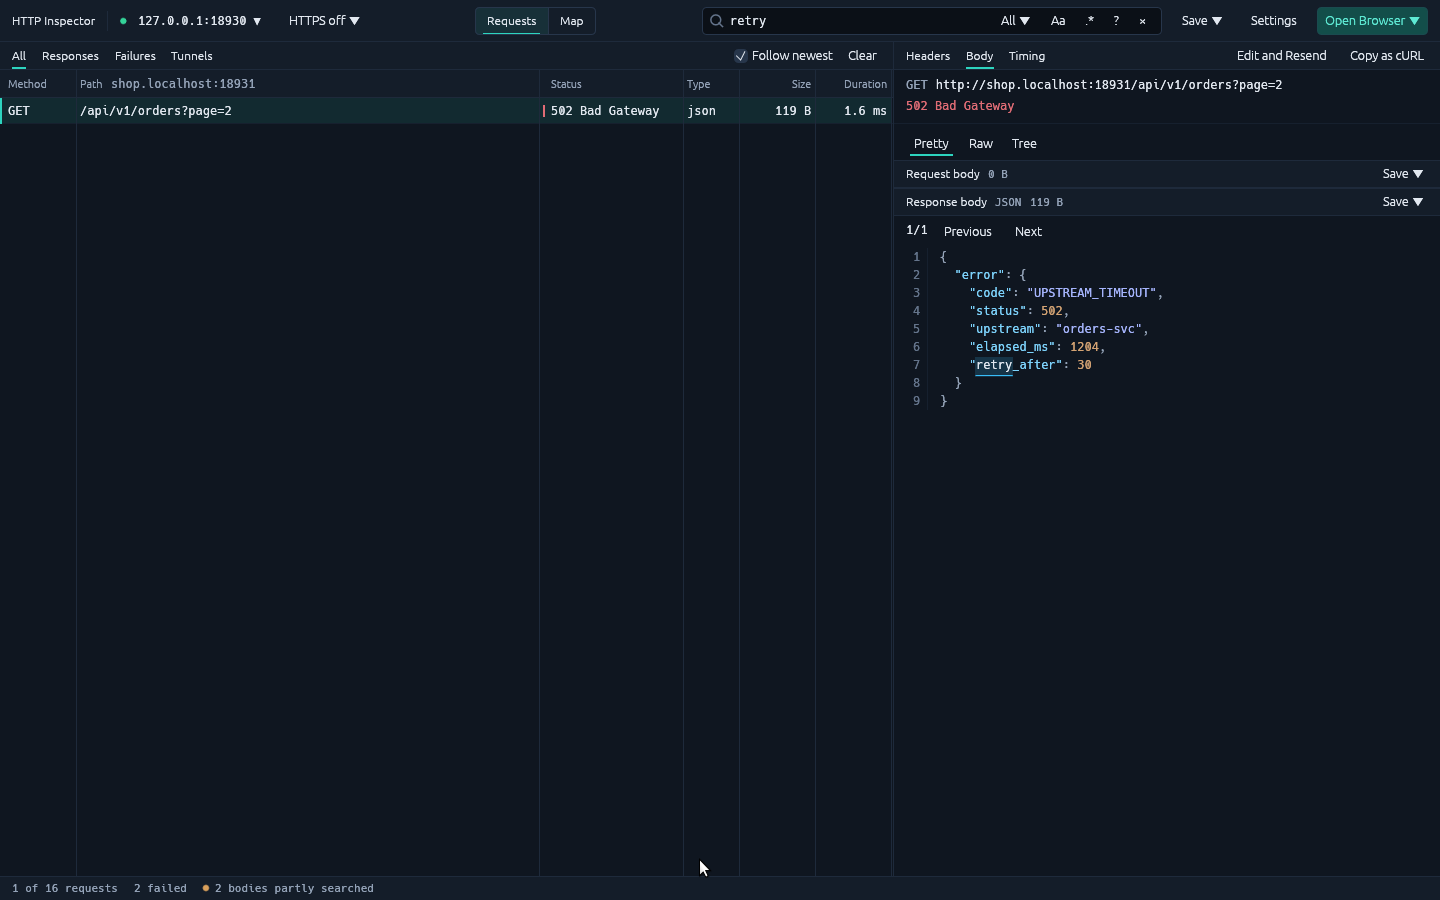 HTTP Inspector 127.0.0.1:18930 ▼ HTTPS off ▼ Requests Map retry All ▼ Aa .* ? × Save ▼ Settings Open Browser ▼
All Responses Failures Tunnels Follow newest Clear Headers Body Timing Edit and Resend Copy as cURL
Method Path shop.localhost:18931 Status Type Size Duration
GET /api/v1/orders?page=2 502 Bad Gateway json 119 B 1.6 ms
GET http://shop.localhost:18931/api/v1/orders?page=2
502 Bad Gateway
Pretty Raw Tree
Request body 0 B Save ▼
Response body JSON 119 B Save ▼
1/1 Previous Next
1 {
2 "error": {
3 "code": "UPSTREAM_TIMEOUT",
4 "status": 502,
5 "upstream": "orders-svc",
6 "elapsed_ms": 1204,
7 "retry_after": 30
8 }
9 }
1 of 16 requests 2 failed 2 bodies partly searched